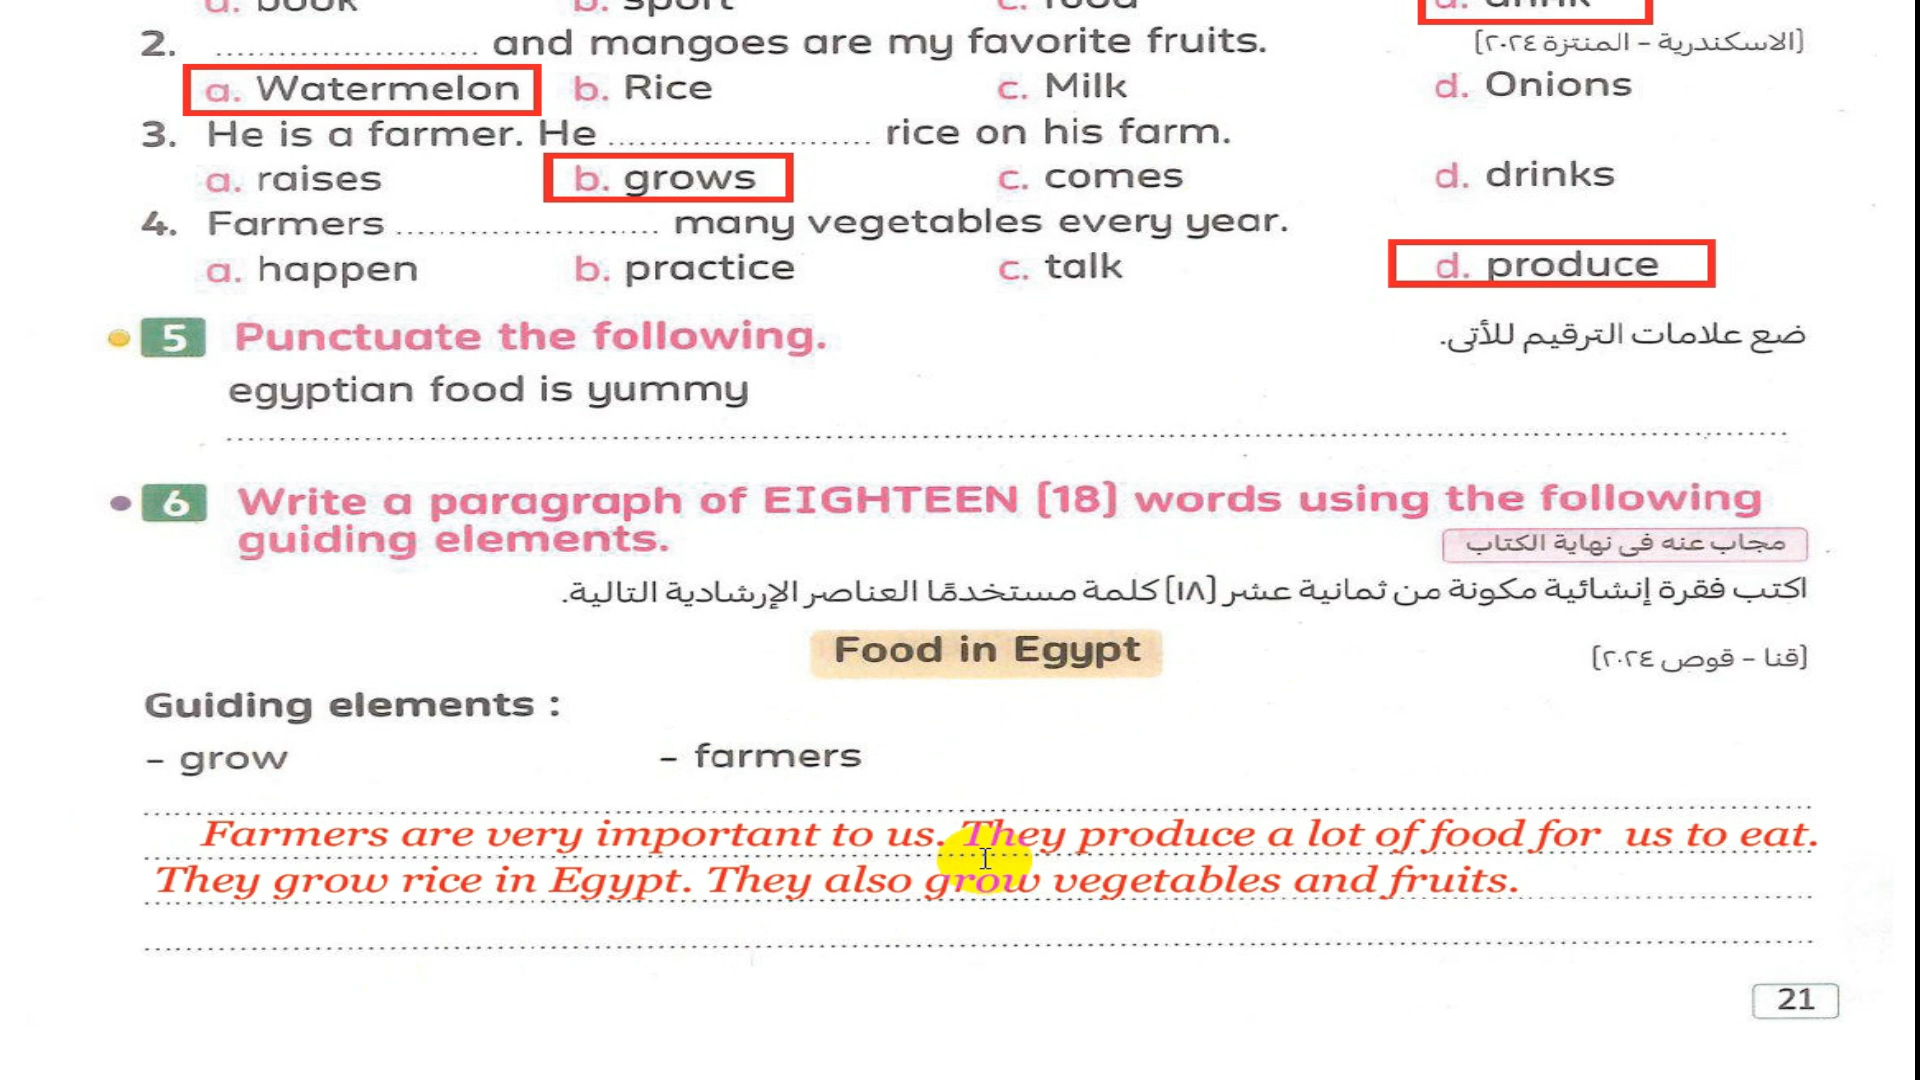 2. ........................ and mangoes are my favorite fruits. [الاسكندرية - المنتزة ٢٠٢٤]
a. Watermelon b. Rice c. Milk d. Onions
3. He is a farmer. He ........................ rice on his farm.
a. raises b. grows c. comes d. drinks
4. Farmers ........................ many vegetables every year.
a. happen b. practice c. talk d. produce
5 Punctuate the following. ضع علامات الترقيم للأتى.
egyptian food is yummy
6 Write a paragraph of EIGHTEEN [18] words using the following
guiding elements. مجاب عنه فى نهاية الكتاب
اكتب فقرة إنشائية مكونة من ثمانية عشر [١٨] كلمة مستخدمًا العناصر الإرشادية التالية.
Food in Egypt [قنا - قوص ٢٠٢٤]
Guiding elements :
- grow - farmers
Farmers are very important to us. They produce a lot of food for us to eat.
They grow rice in Egypt. They also grow vegetables and fruits.
21